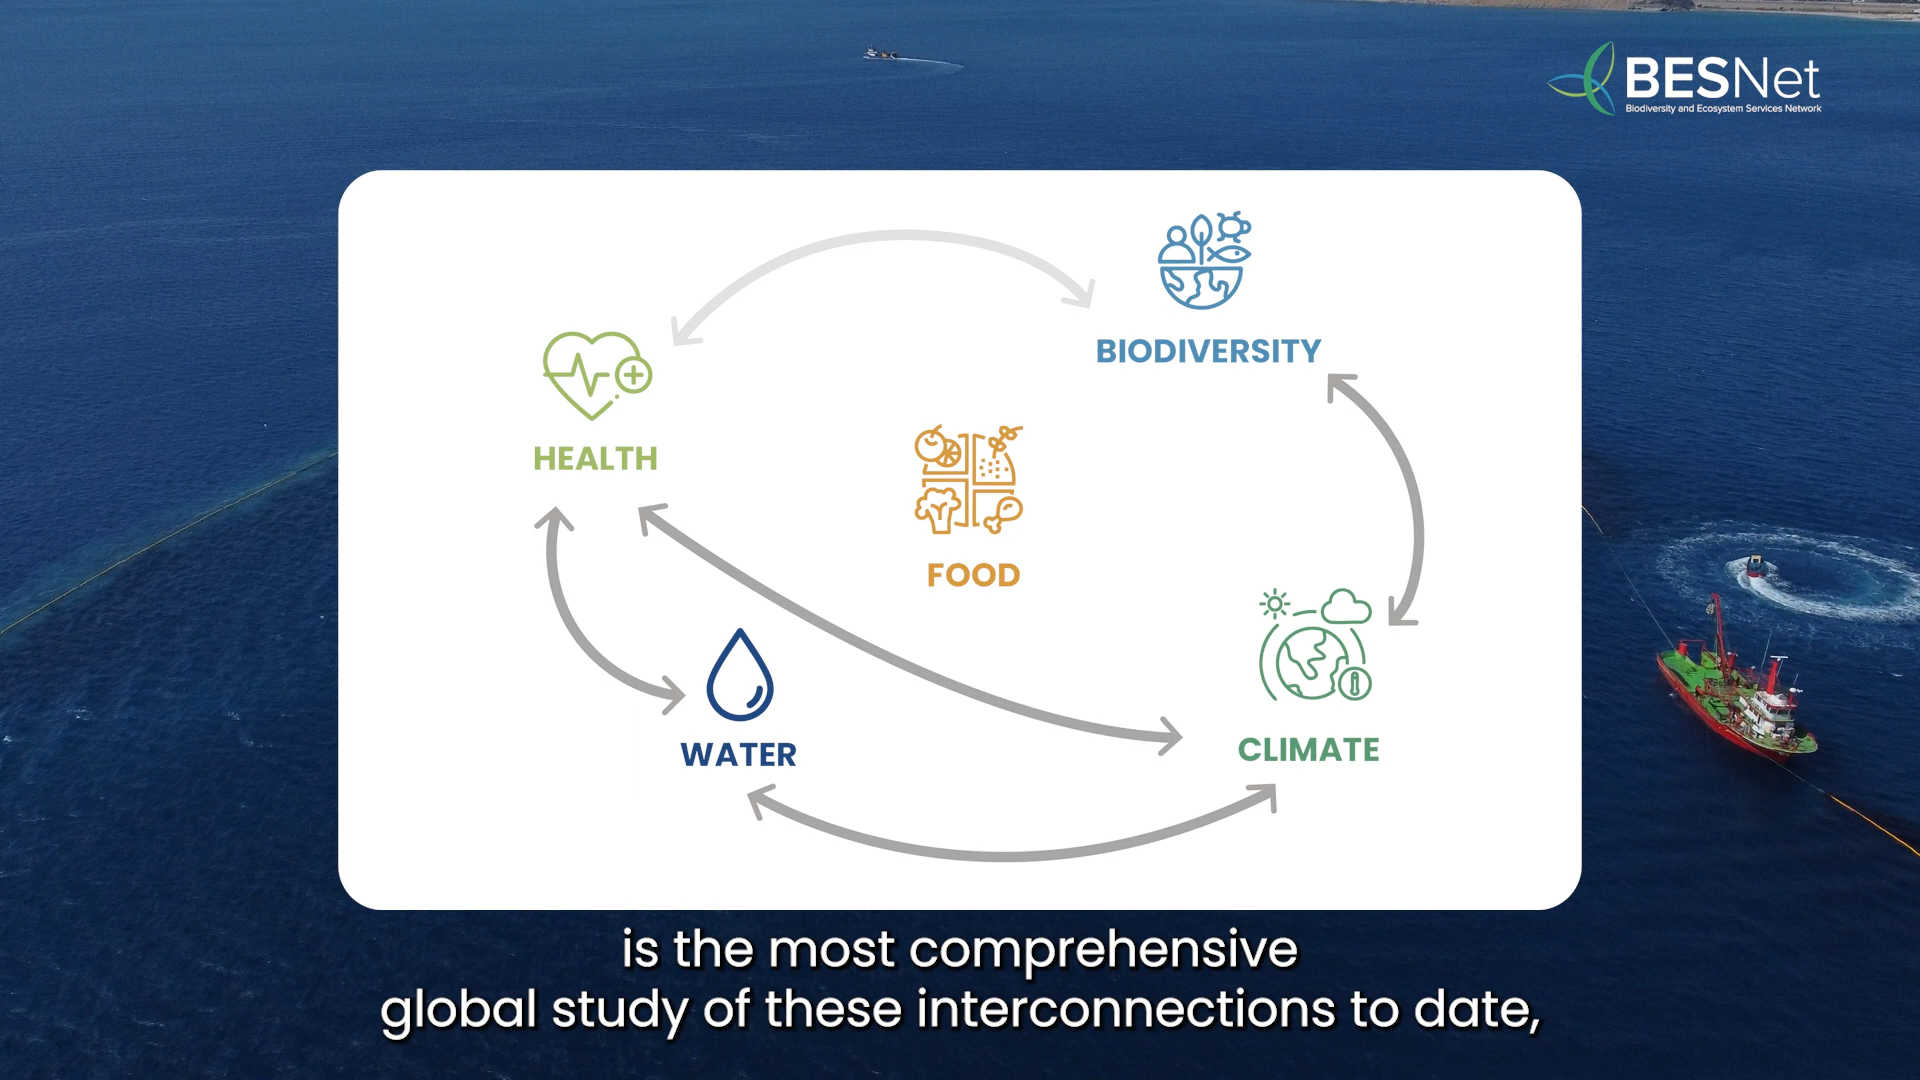 BESNet
Biodiversity and Ecosystem Services Network
BIODIVERSITY
HEALTH
FOOD
WATER
CLIMATE
is the most comprehensive
global study of these interconnections to date,